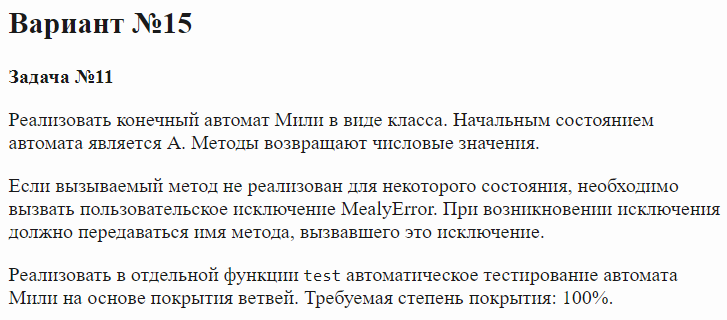 Вариант №15
Задача №11
Реализовать конечный автомат Мили в виде класса. Начальным состоянием
автомата является A. Методы возвращают числовые значения.
Если вызываемый метод не реализован для некоторого состояния, необходимо
вызвать пользовательское исключение MealyError. При возникновении исключения
должно передаваться имя метода, вызвавшего это исключение.
Реализовать в отдельной функции test автоматическое тестирование автомата
Мили на основе покрытия ветвей. Требуемая степень покрытия: 100%.